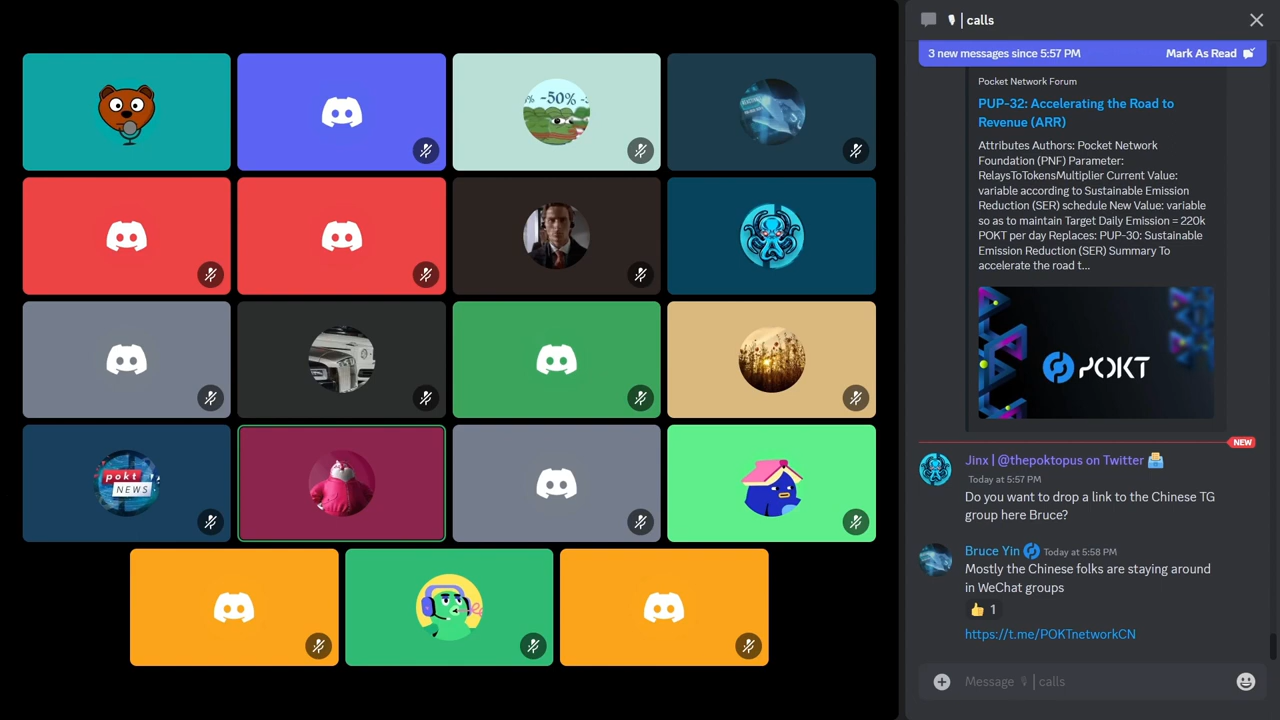 calls
3 new messages since 5:57 PM
Mark As Read
Pocket Network Forum
PUP-32: Accelerating the Road to
Revenue (ARR)
Attributes Authors: Pocket Network
Foundation (PNF) Parameter:
RelaysToTokensMultiplier Current Value:
variable according to Sustainable Emission
Reduction (SER) schedule New Value: variable
so as to maintain Target Daily Emission = 220k
POKT per day Replaces: PUP-30: Sustainable
Emission Reduction (SER) Summary To
accelerate the road t...
POKT
NEW
Jinx | @thepoktopus on Twitter
Today at 5:57 PM
Do you want to drop a link to the Chinese TG
group here Bruce?
Bruce Yin Today at 5:58 PM
Mostly the Chinese folks are staying around
in WeChat groups
1
https://t.me/POKTnetworkCN
Message | calls
-50%
pokt
NEWS